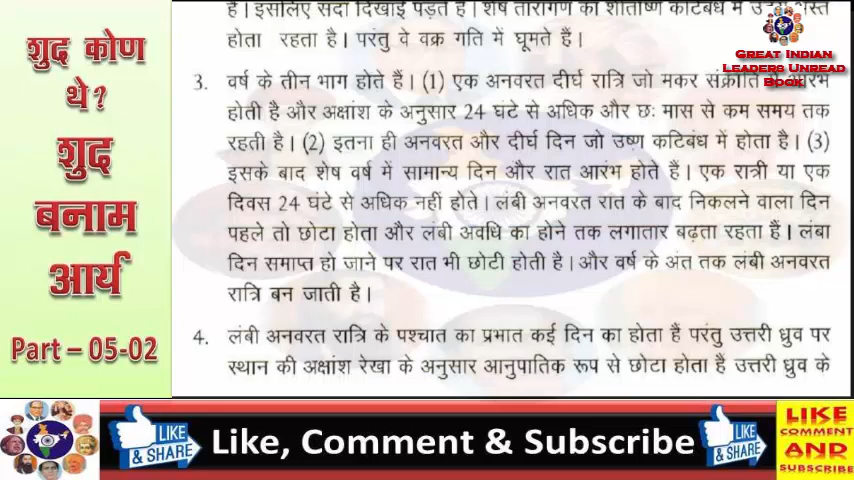 शुद्र कोण
थे?
शुद्र
बनाम
आर्य
Part – 05-02
है। इसलिए सदा दिखाई पड़ते हैं। शेष तारागण का शीतोष्ण कटिबंध में
होता रहता है। परंतु वे वक्र गति में घूमते हैं।
3. वर्ष के तीन भाग होते हैं। (1) एक अनवरत दीर्घ रात्रि जो मकर संक्रांति से आरंभ
होती है और अक्षांश के अनुसार 24 घंटे से अधिक और छः मास से कम समय तक
रहती है। (2) इतना ही अनवरत और दीर्घ दिन जो उष्ण कटिबंध में होता है। (3)
इसके बाद शेष वर्ष में सामान्य दिन और रात आरंभ होते हैं। एक रात्री या एक
दिवस 24 घंटे से अधिक नहीं होते। लंबी अनवरत रात के बाद निकलने वाला दिन
पहले तो छोटा होता और लंबी अवधि का होने तक लगातार बढ़ता रहता हैं। लंबा
दिन समाप्त हो जाने पर रात भी छोटी होती है। और वर्ष के अंत तक लंबी अनवरत
रात्रि बन जाती है।
4. लंबी अनवरत रात्रि के पश्चात का प्रभात कई दिन का होता हैं परंतु उत्तरी ध्रुव पर
स्थान की अक्षांश रेखा के अनुसार आनुपातिक रूप से छोटा होता हैं उत्तरी ध्रुव के
Great Indian
Leaders Unread
Book
LIKE
& SHARE
Like, Comment & Subscribe
LIKE
& SHARE
LIKE
COMMENT
AND
SUBSCRIBE